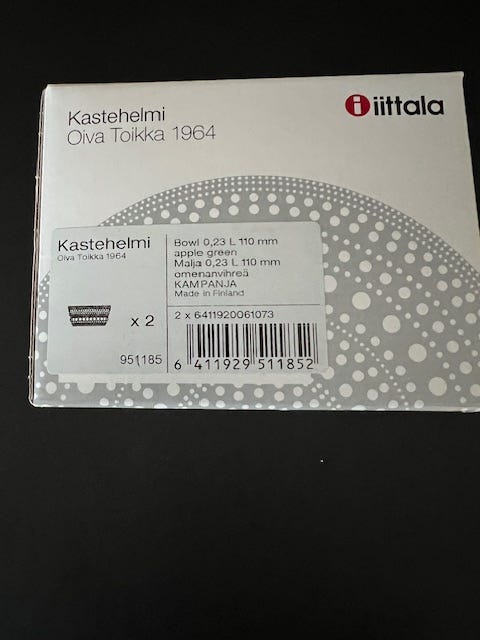 Kastehelmi
Oiva Toikka 1964
iittala
Kastehelmi
Oiva Toikka 1964
x 2
951185
Bowl 0,23 L 110 mm
apple green
Malja 0,23 L 110 mm
omenanvihreä
KAMPANJA
Made in Finland
2 x 6411920061073
6 411929 511852